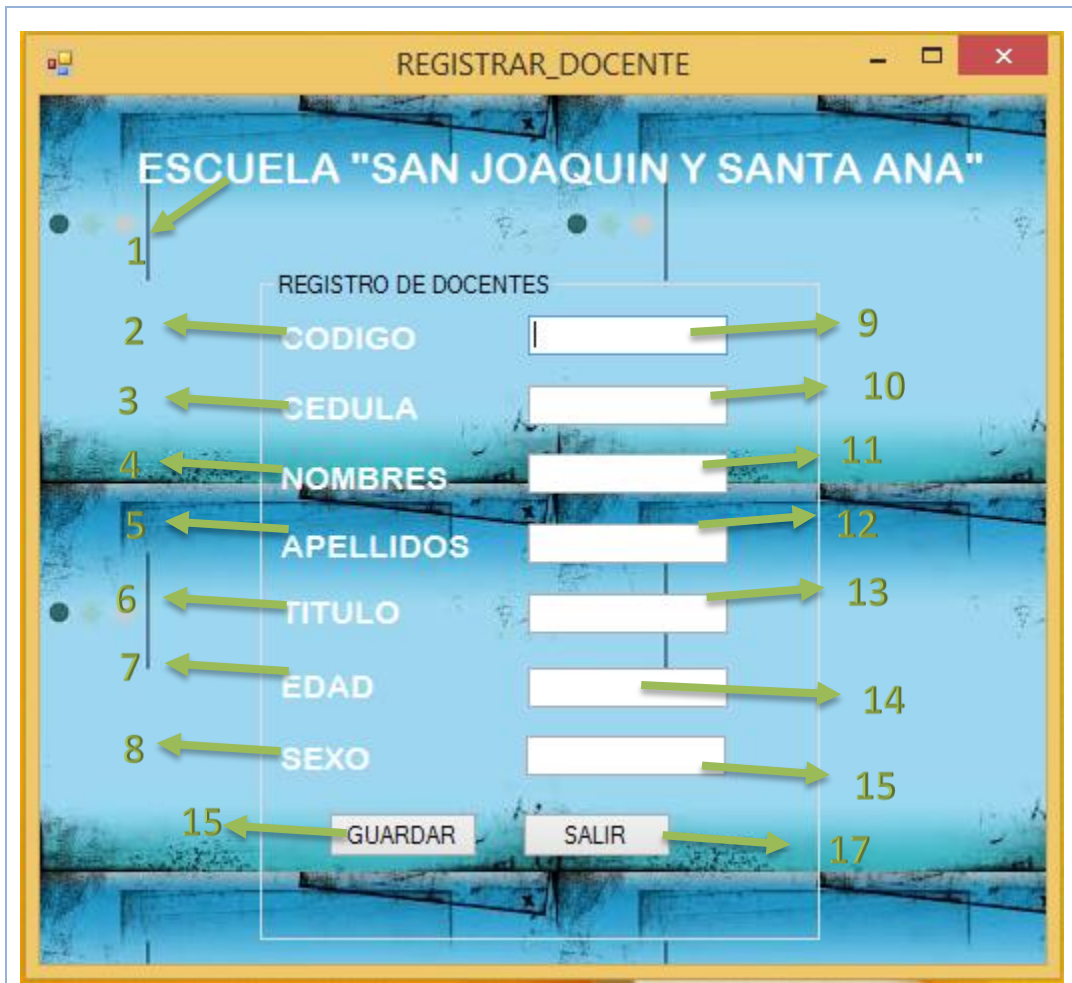 REGISTRAR_DOCENTE
ESCUELA "SAN JOAQUIN Y SANTA ANA"
1
REGISTRO DE DOCENTES
2 CODIGO 9
3 CEDULA 10
4 NOMBRES 11
5 APELLIDOS 12
6 TITULO 13
7 EDAD 14
8 SEXO 15
15 GUARDAR SALIR 17